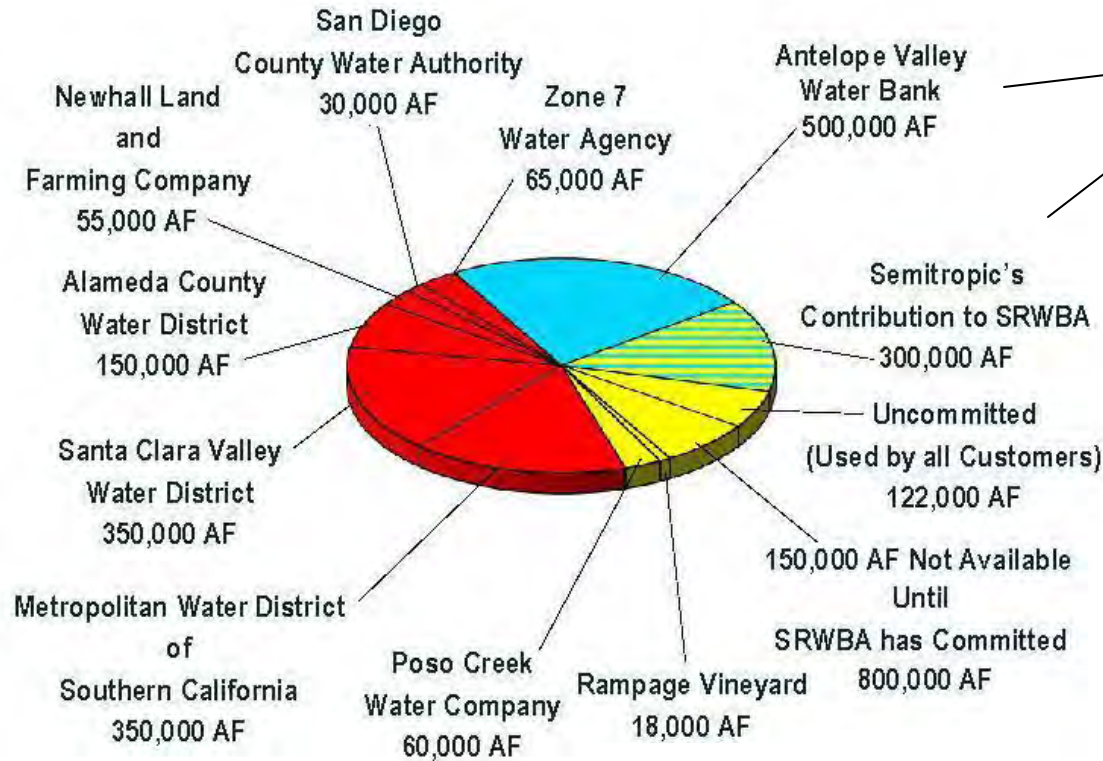 San Diego
County Water Authority
30,000 AF
Newhall Land
and
Farming Company
55,000 AF
Zone 7
Water Agency
65,000 AF
Antelope Valley
Water Bank
500,000 AF
Alameda County
Water District
150,000 AF
Semitropic's
Contribution to SRWBA
300,000 AF
Santa Clara Valley
Water District
350,000 AF
Uncommitted
(Used by all Customers)
122,000 AF
Metropolitan Water District
of
Southern California
350,000 AF
Poso Creek
Water Company
60,000 AF
Rampage Vineyard
18,000 AF
150,000 AF Not Available
Until
SRWBA has Committed
800,000 AF